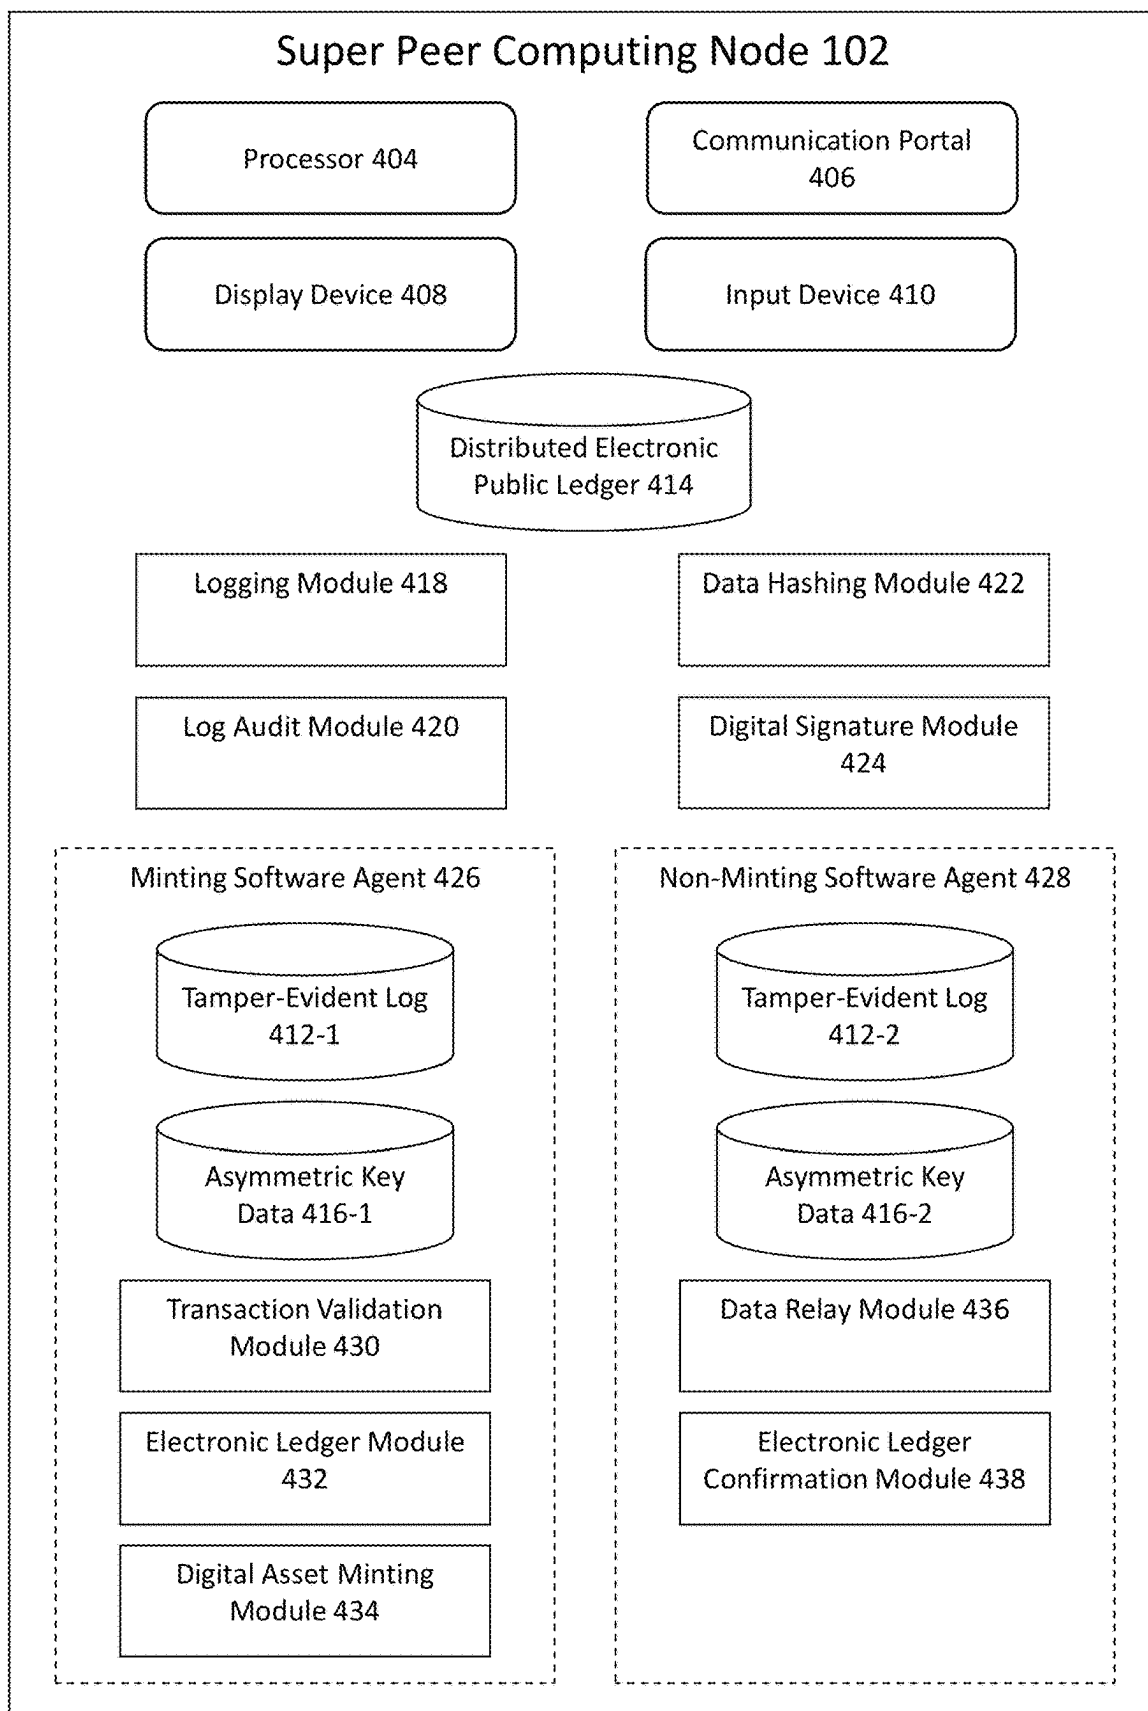 Super Peer Computing Node 102
Processor 404
Communication Portal
406
Display Device 408
Input Device 410
Distributed Electronic
Public Ledger 414
Logging Module 418
Data Hashing Module 422
Log Audit Module 420
Digital Signature Module
424
Minting Software Agent 426
Tamper-Evident Log
412-1
Asymmetric Key
Data 416-1
Transaction Validation
Module 430
Electronic Ledger Module
432
Digital Asset Minting
Module 434
Non-Minting Software Agent 428
Tamper-Evident Log
412-2
Asymmetric Key
Data 416-2
Data Relay Module 436
Electronic Ledger
Confirmation Module 438